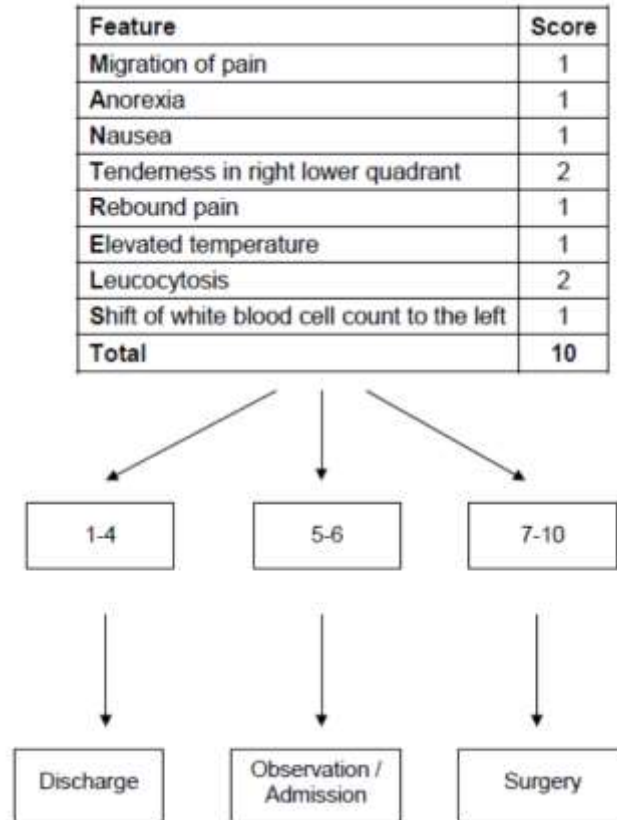 Feature Score
Migration of pain 1
Anorexia 1
Nausea 1
Tenderness in right lower quadrant 2
Rebound pain 1
Elevated temperature 1
Leucocytosis 2
Shift of white blood cell count to the left 1
Total 10
1-4 5-6 7-10
Discharge
Observation /
Admission
Surgery